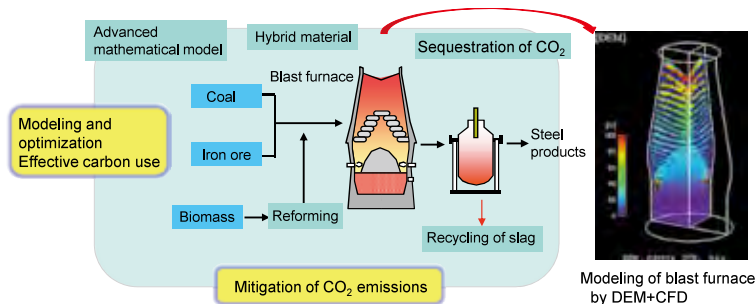 Advanced
mathematical model
Hybrid material
Sequestration of CO₂
[DEM]
Blast furnace
Coal
Modeling and
optimization
Effective carbon use
Iron ore
Steel
products
Biomass
Reforming
Recycling of slag
Mitigation of CO₂ emissions
Modeling of blast furnace
by DEM+CFD